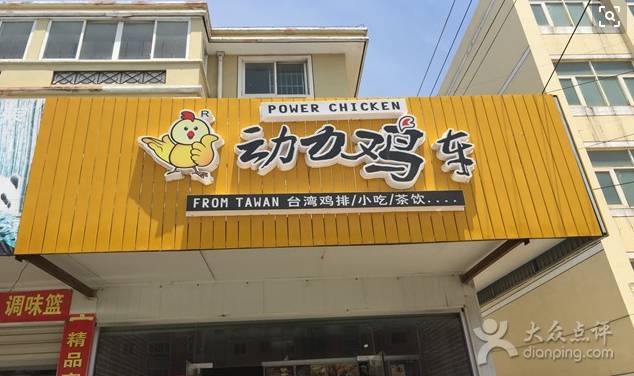 POWER CHICKEN
R
动力鸡车
FROM TAWAN 台湾鸡排/小吃/茶饮....
调味篮
精品
大众点评
dianping.com